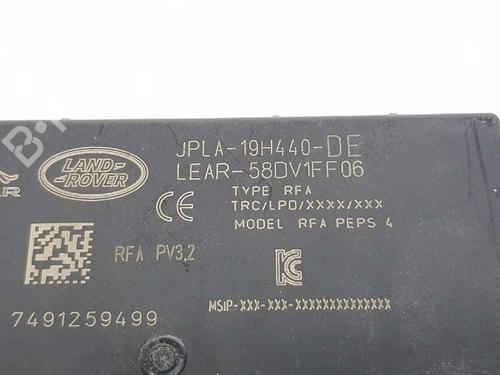 JPLA-19H440-DE
LEAR-58DV1FF06
TYPE RFA
TRC/LPD/XXXX/XXX
MODEL RFA PEPS 4
LAND-
ROVER
CE
RFA PV3.2
MSIP-XXX-XXX-XXXXXXXXXXXXXX
7491259499